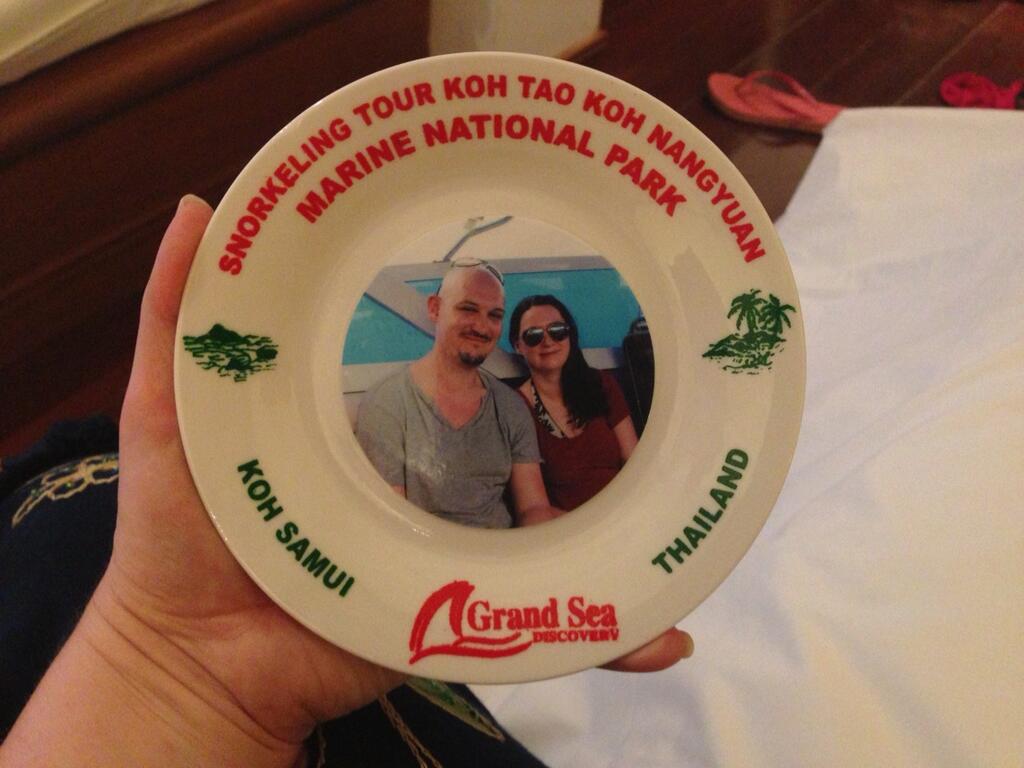 SNORKELING TOUR KOH TAO KOH NANGYUAN
MARINE NATIONAL PARK
KOH SAMUI
THAILAND
Grand Sea
DISCOVERY